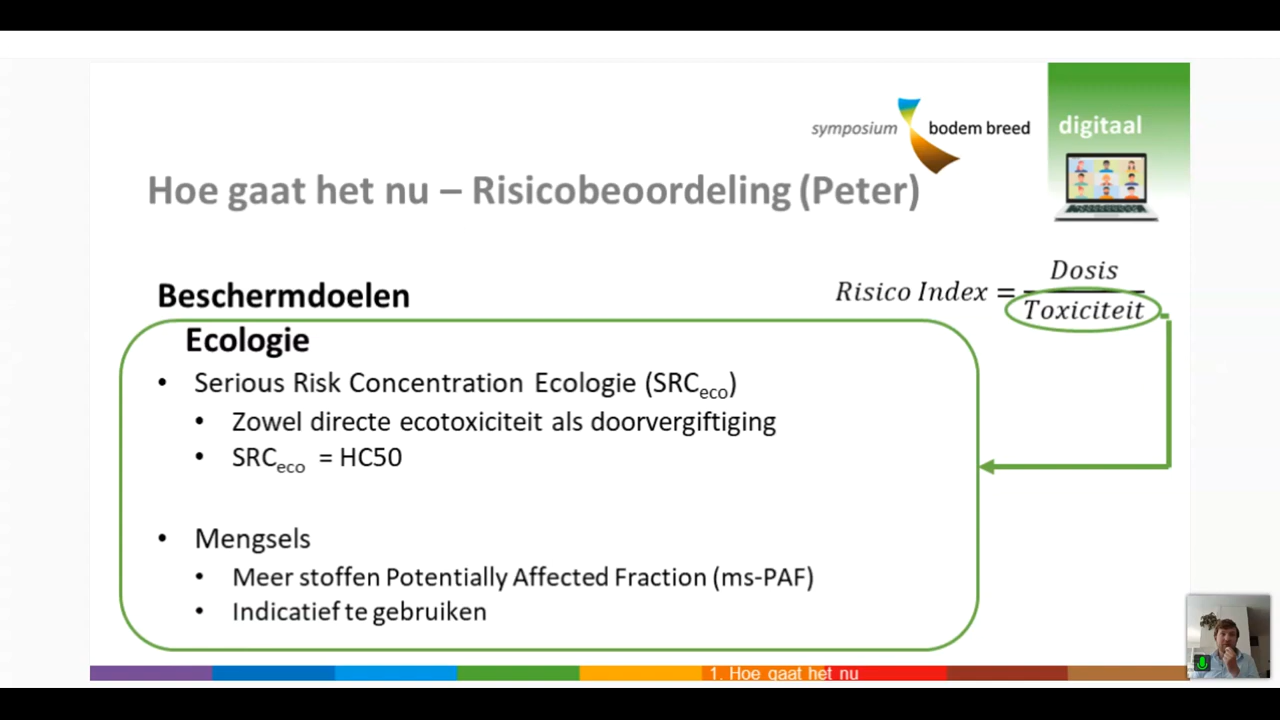 symposium bodem breed digitaal
Hoe gaat het nu – Risicobeoordeling (Peter)
Beschermdoelen
Risico Index = Dosis / Toxiciteit
Ecologie
• Serious Risk Concentration Ecologie (SRCeco)
• Zowel directe ecotoxiciteit als doorvergiftiging
• SRCeco = HC50
• Mengsels
• Meer stoffen Potentially Affected Fraction (ms-PAF)
• Indicatief te gebruiken
1. Hoe gaat het nu